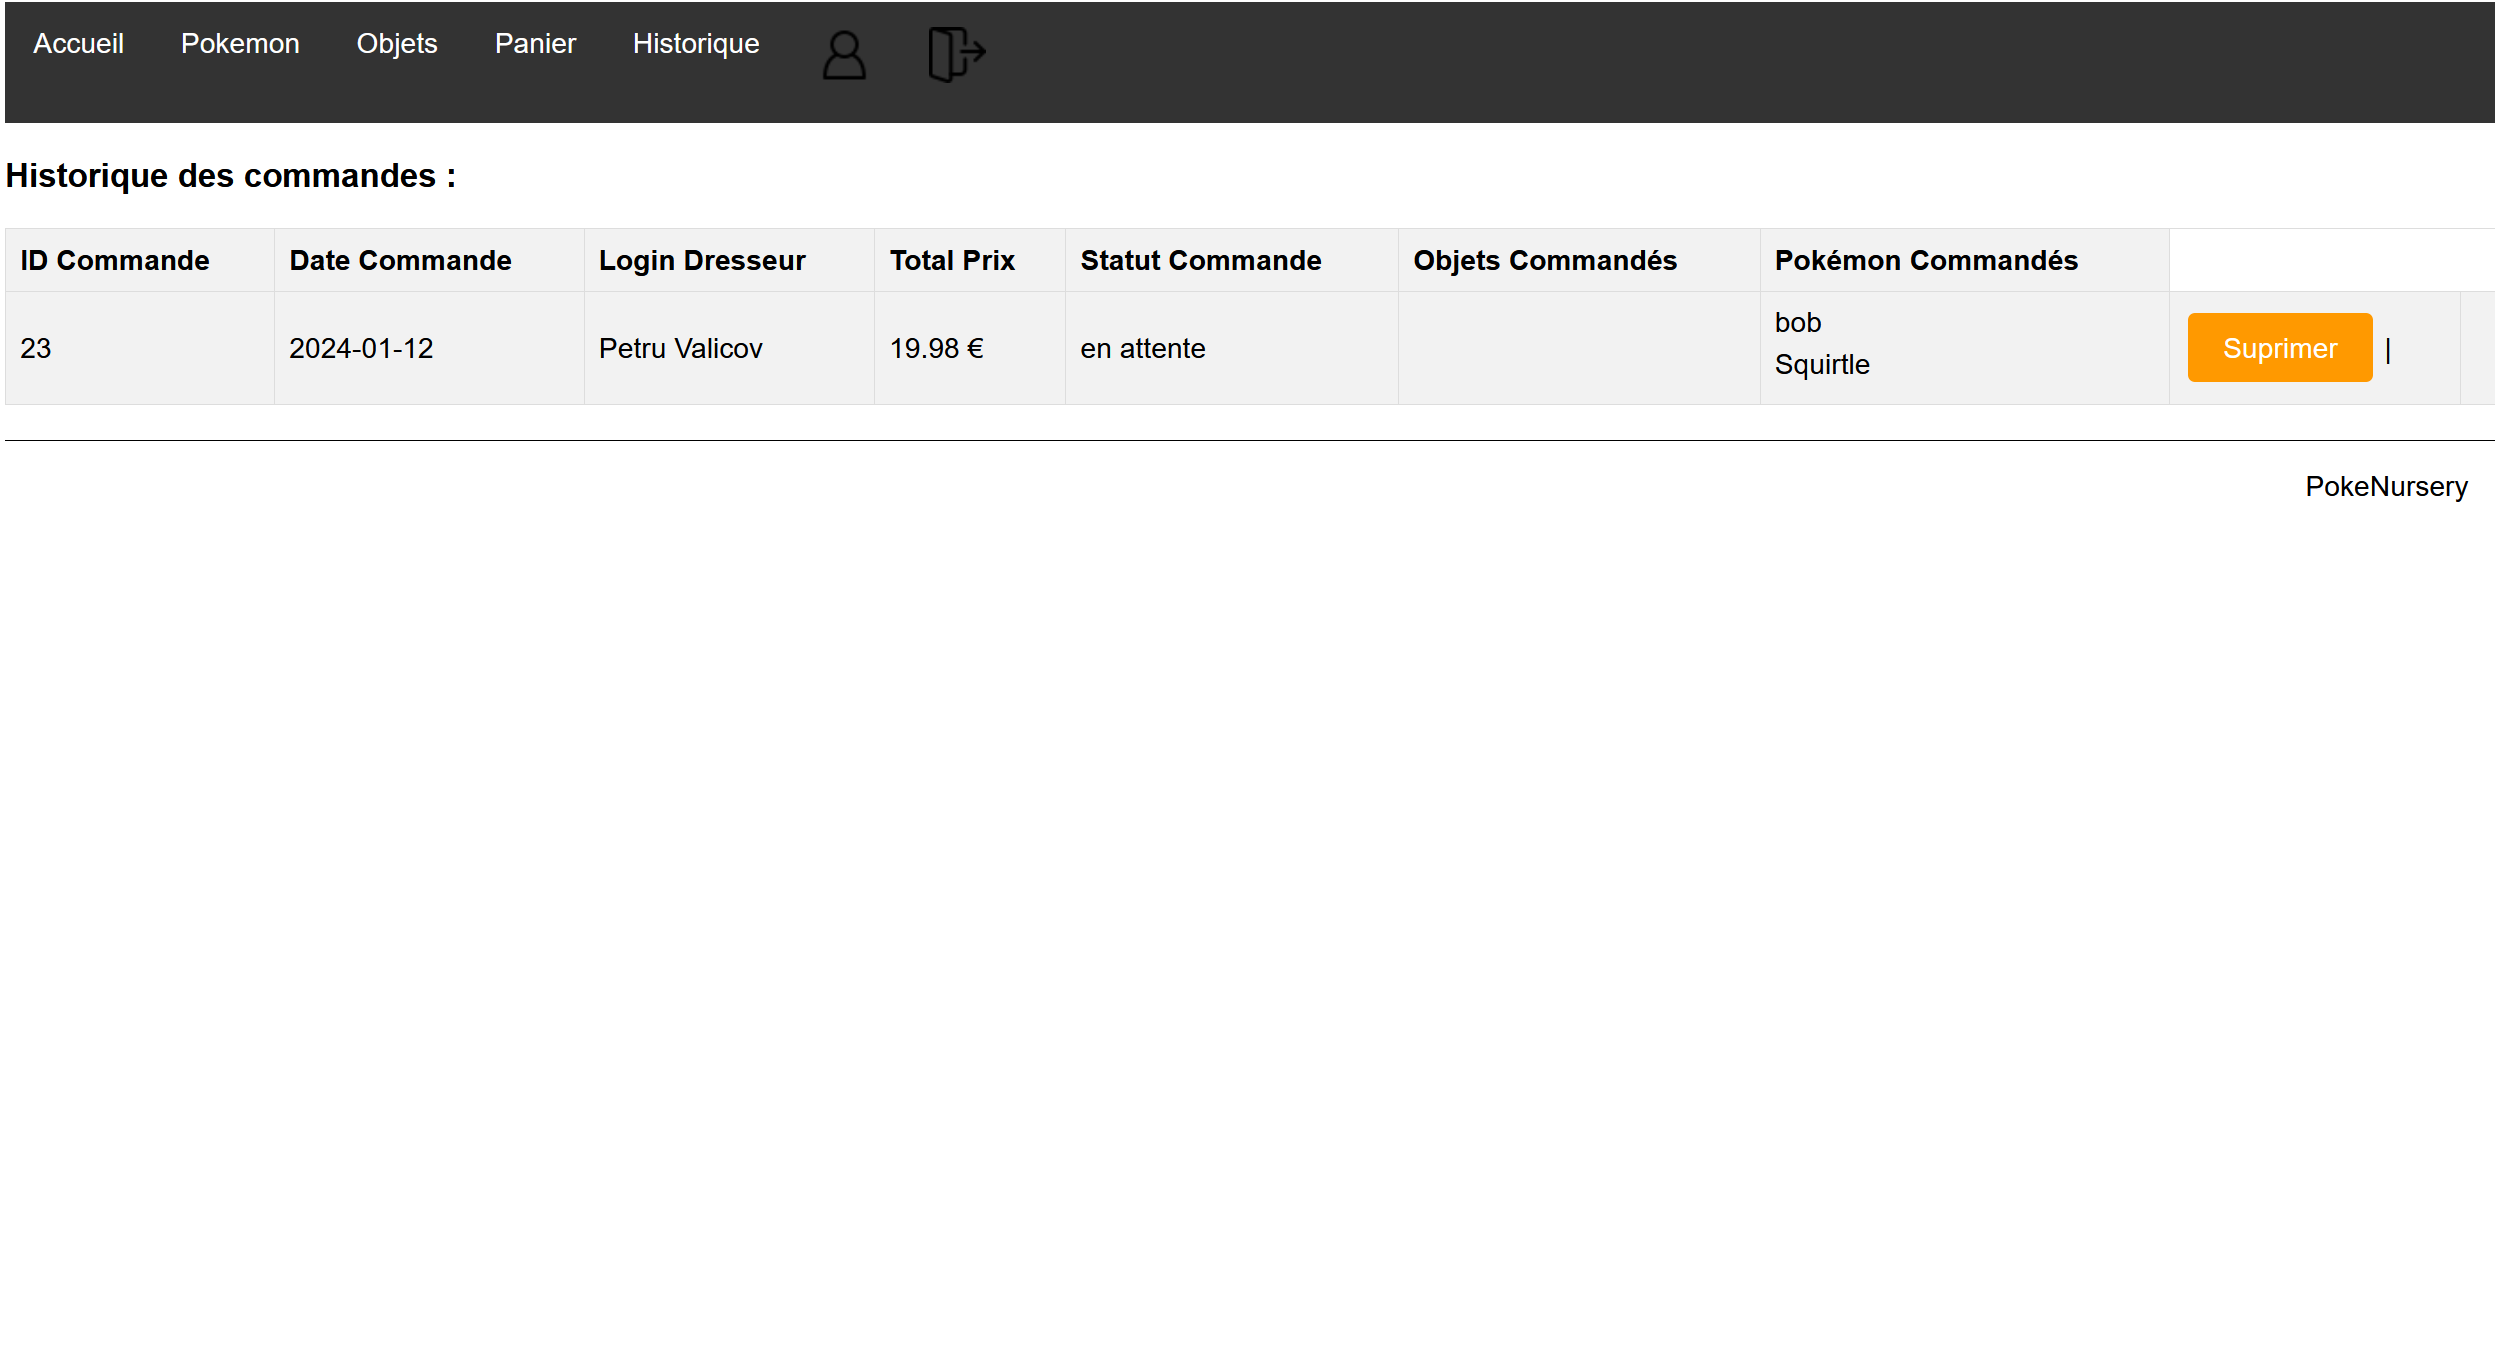 Accueil Pokemon Objets Panier Historique
Historique des commandes :
ID Commande Date Commande Login Dresseur Total Prix Statut Commande Objets Commandés Pokémon Commandés
23 2024-01-12 Petru Valicov 19.98 € en attente bob
Squirtle
Suprimer |
PokeNursery